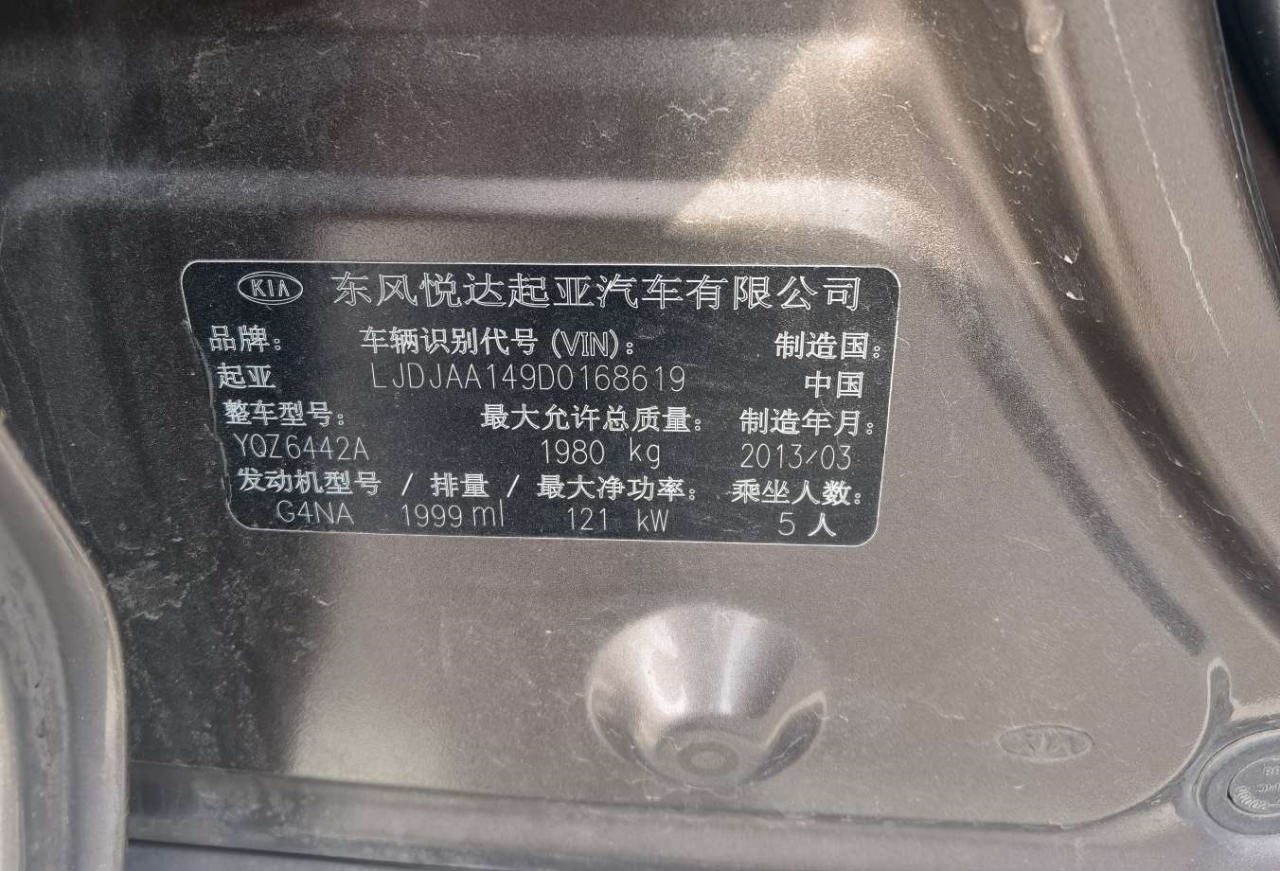 KIA 东风悦达起亚汽车有限公司
品牌： 车辆识别代号 (VIN)： 制造国：
起亚 LJDJAA149D0168619 中国
整车型号： 最大允许总质量： 制造年月：
YQZ6442A 1980 kg 2013/03
发动机型号 / 排量 / 最大净功率： 乘坐人数：
G4NA 1999 ml 121 kW 5 人
KIA